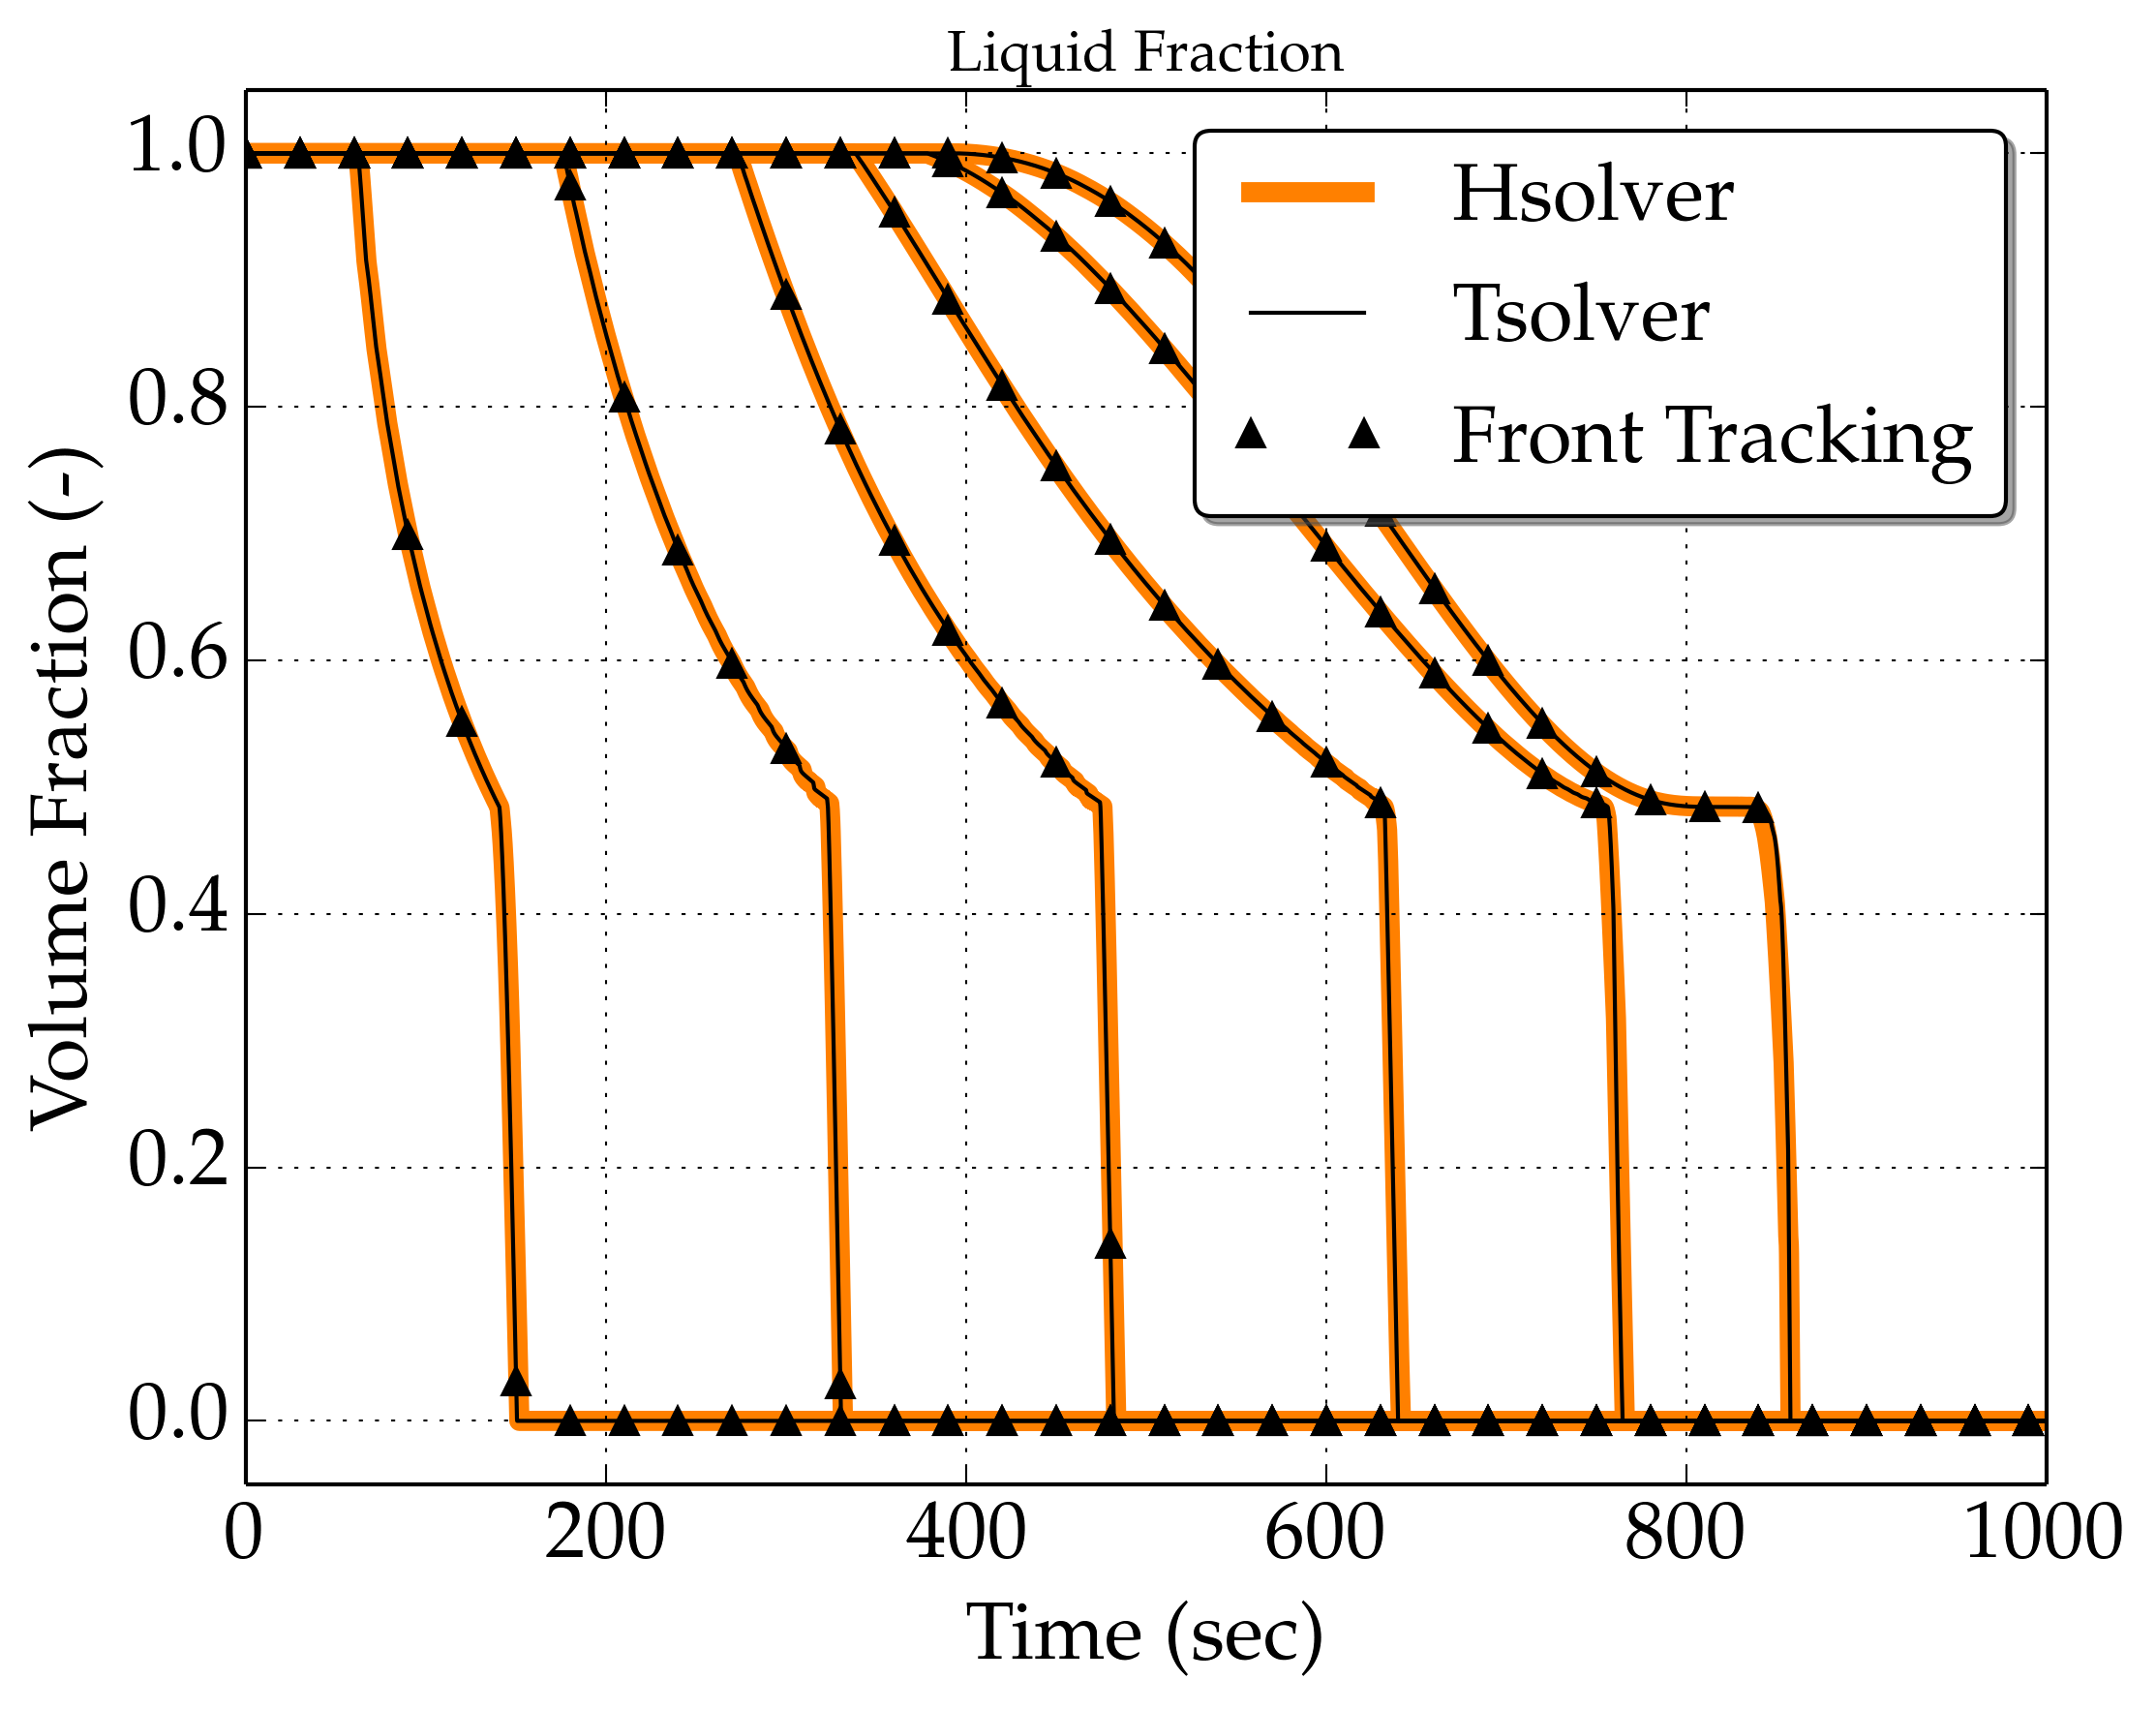 Liquid Fraction
Volume Fraction (-)
1.0
0.8
0.6
0.4
0.2
0.0
Hsolver
Tsolver
Front Tracking
0 200 400 600 800 1000
Time (sec)